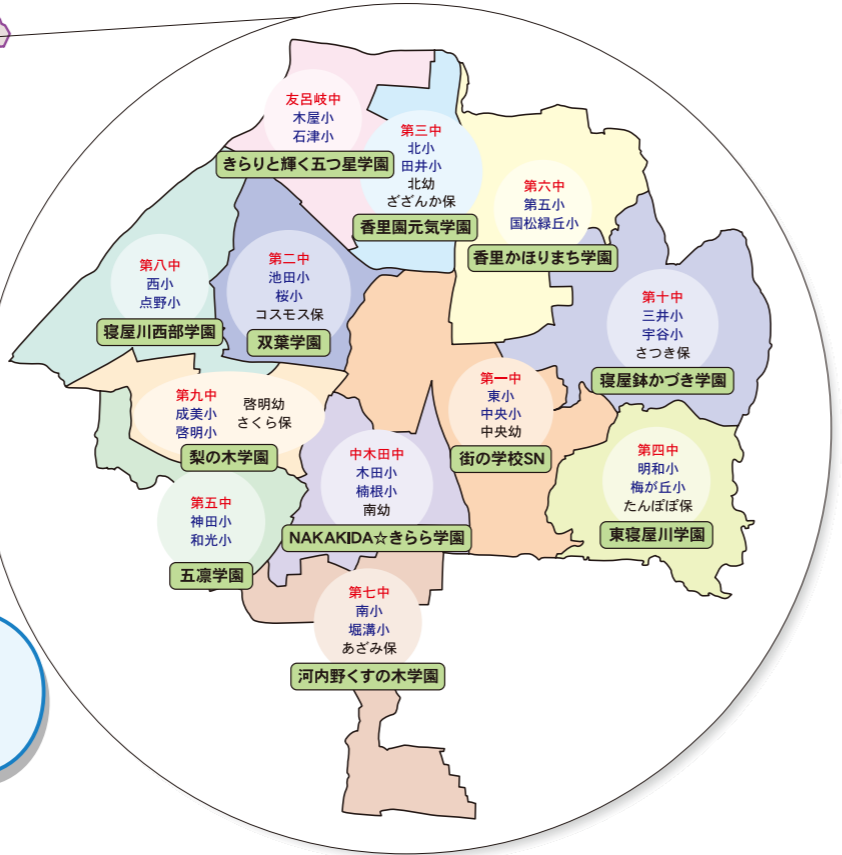 友呂岐中
木屋小
石津小
きらりと輝く五つ星学園
第三中
北小
田井小
北幼
さざんか保
香里園元気学園
第六中
第五小
国松緑丘小
香里かほりまち学園
第八中
西小
点野小
寝屋川西部学園
第二中
池田小
桜小
コスモス保
双葉学園
第十中
三井小
宇谷小
さつき保
寝屋鉢かづき学園
第九中
成美小
啓明小
啓明幼
さくら保
梨の木学園
第一中
東小
中央小
中央幼
街の学校SN
中木田中
木田小
楠根小
南幼
NAKAKIDA☆きらら学園
第四中
明和小
梅が丘小
たんぽぽ保
東寝屋川学園
第五中
神田小
和光小
五凛学園
第七中
南小
堀溝小
あざみ保
河内野くすの木学園